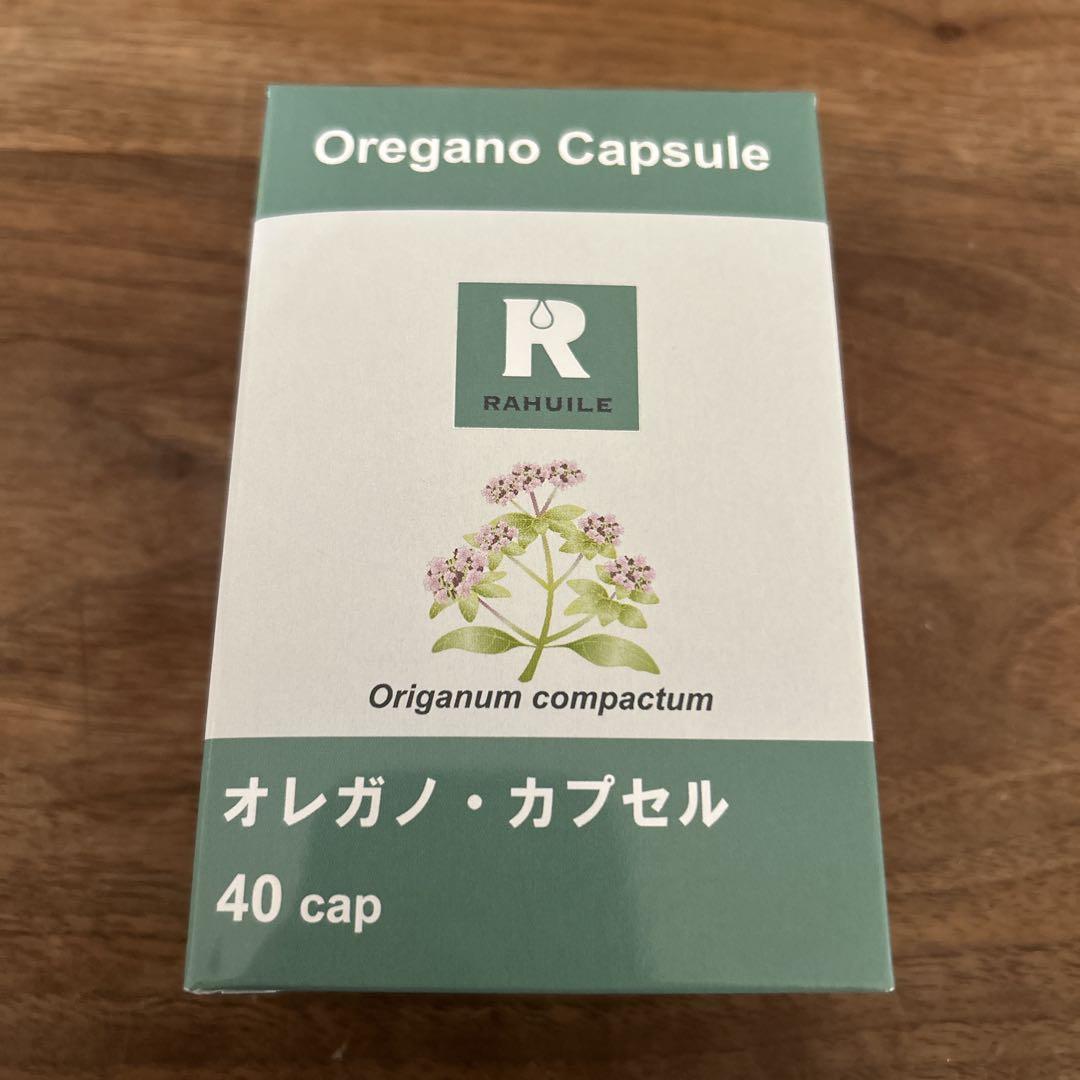 Oregano Capsule
R
RAHUILE
Origanum compactum
オレガノ・カプセル
40 cap